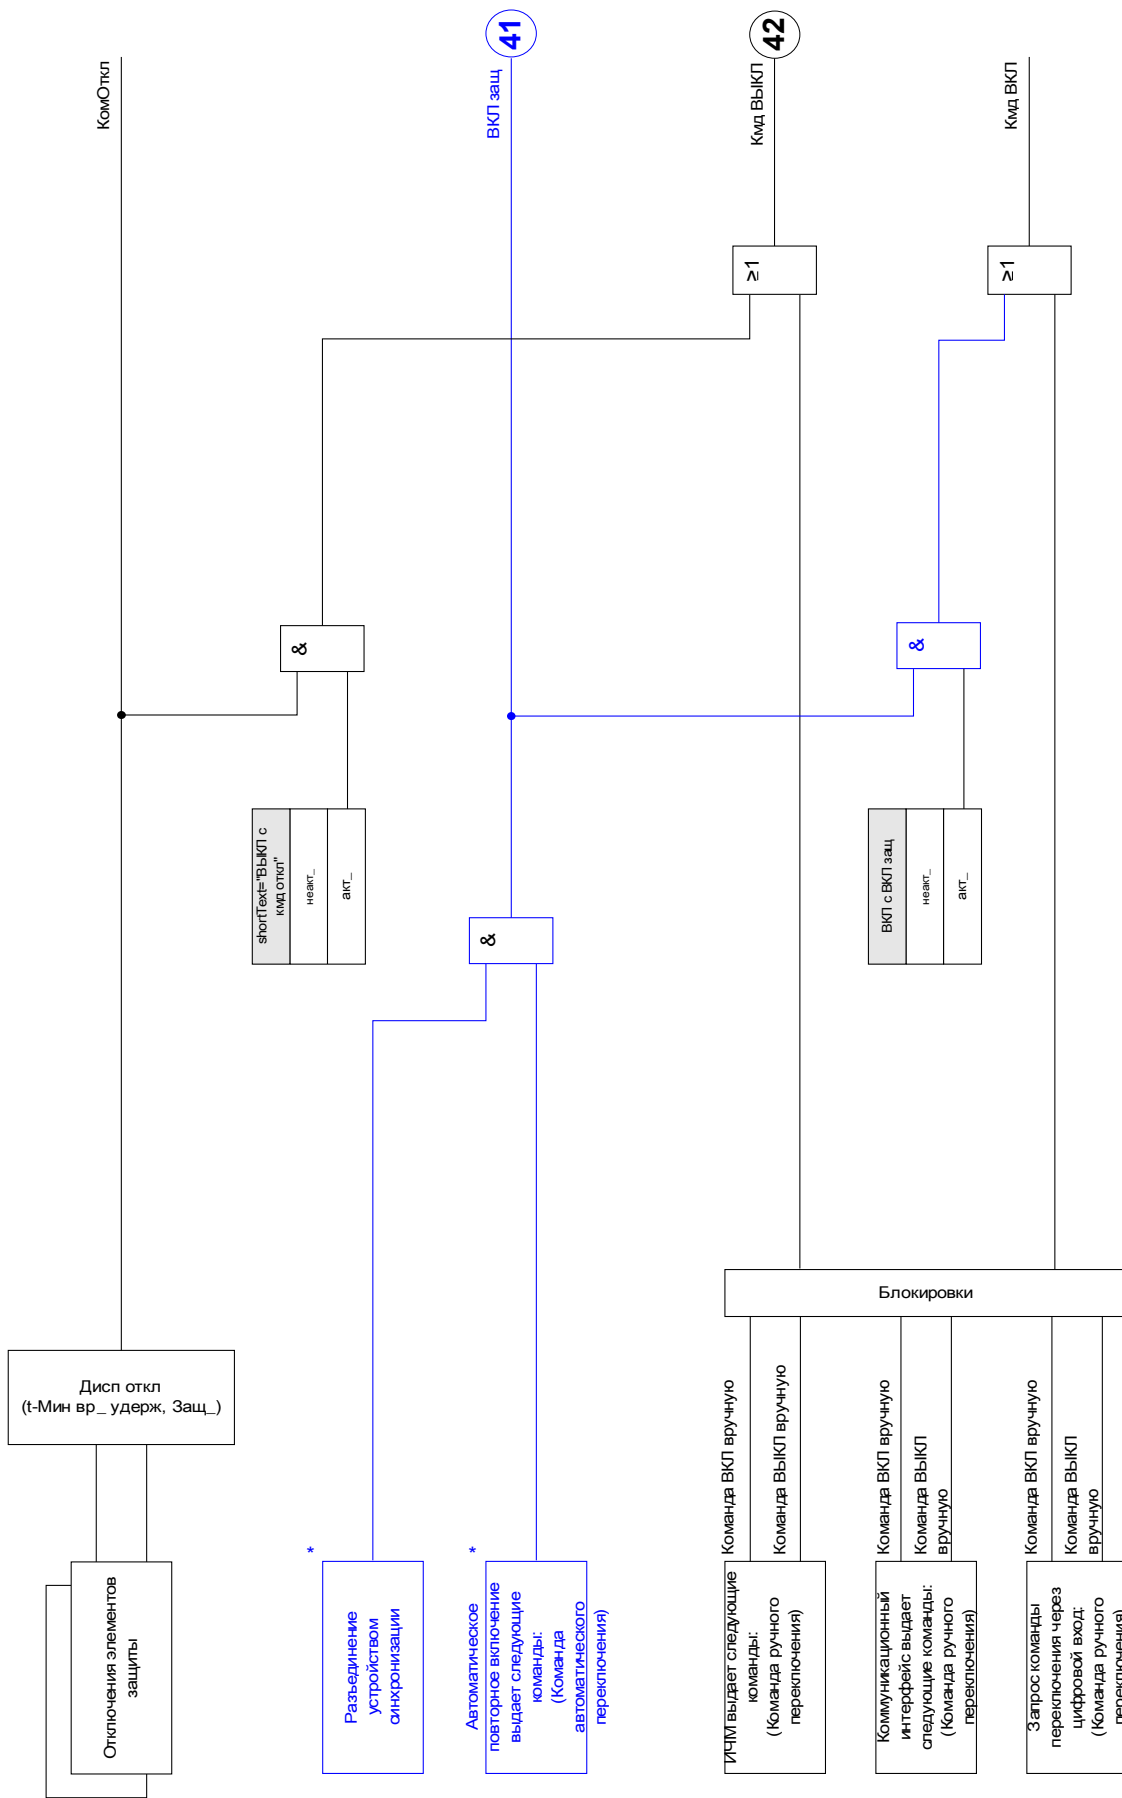 КомОткл
ВКЛ защ
41
Кмд ВЫКЛ
42
Кмд ВКЛ
≥1
≥1
&
&
&
shortText="ВЫКЛ с
кмд откл"
неакт_
акт_
ВКЛ с ВКЛ защ
неакт_
акт_
Блокировки
Дисп откл
(t-Мин вр_ удерж, Защ_)
Отключения элементов
защиты
*
Разъединение
устройством
синхронизации
*
Автоматическое
повторное включение
выдает следующие
команды:
(Команда
автоматического
переключения)
Команда ВКЛ вручную
Команда ВЫКЛ вручную
ИЧМ выдает следующие
команды:
(Команда ручного
переключения)
Команда ВКЛ вручную
Команда ВЫКЛ
вручную
Коммуникационный
интерфейс выдает
следующие команды:
(Команда ручного
переключения)
Команда ВКЛ вручную
Команда ВЫКЛ
вручную
Запрос команды
переключения через
цифровой вход:
(Команда ручного
переключения)